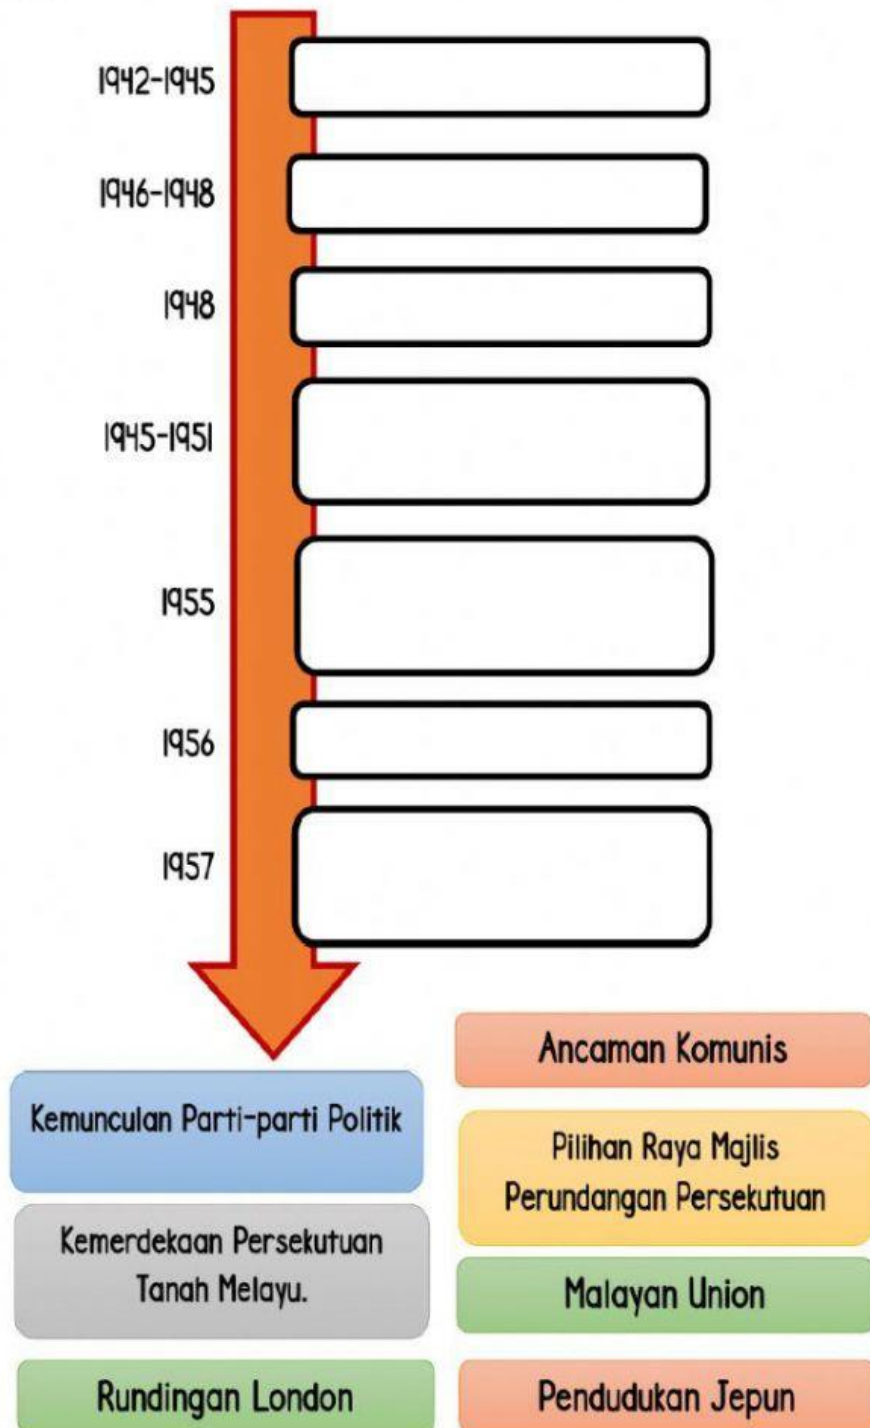 1942-1945
1946-1948
1948
1945-1951
1955
1956
1957
Ancaman Komunis
Kemunculan Parti-parti Politik
Pilihan Raya Majlis
Perundangan Persekutuan
Kemerdekaan Persekutuan
Tanah Melayu.
Malayan Union
Rundingan London
Pendudukan Jepun